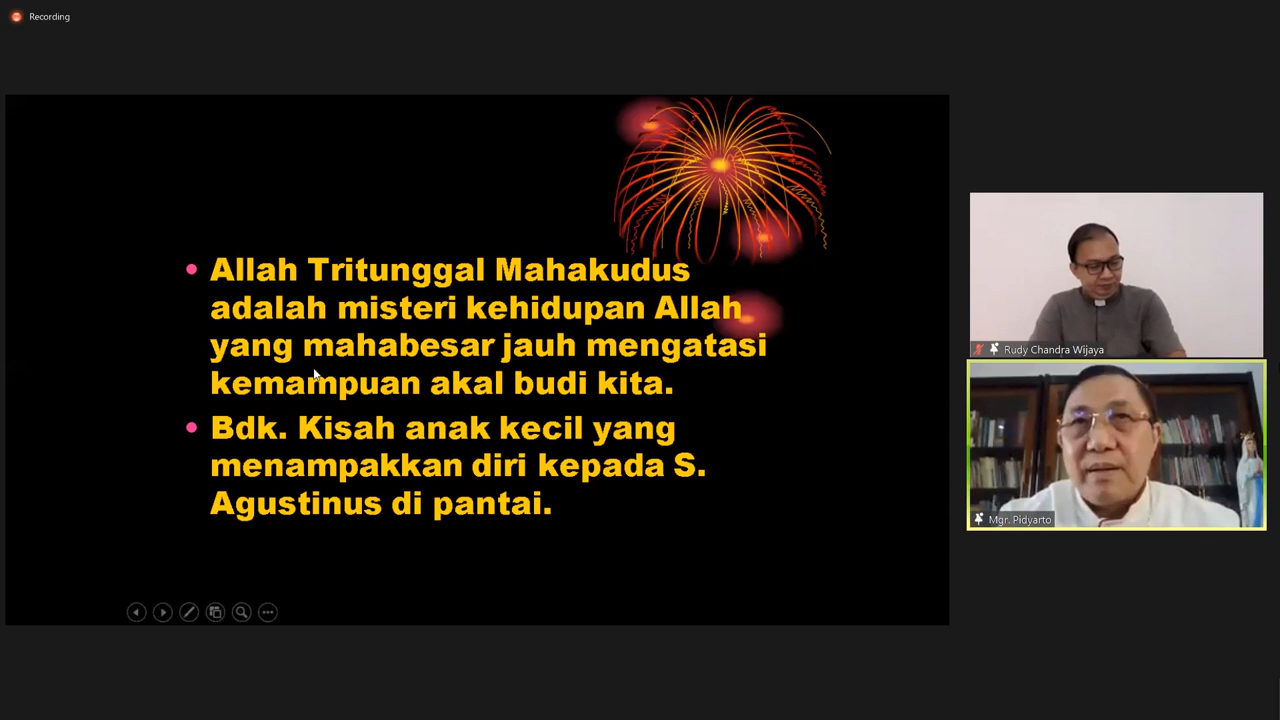 Recording
• Allah Tritunggal Mahakudus
adalah misteri kehidupan Allah
yang mahabesar jauh mengatasi
kemampuan akal budi kita.
• Bdk. Kisah anak kecil yang
menampakkan diri kepada S.
Agustinus di pantai.
Rudy Chandra Wijaya
Mgr. Pidyarto